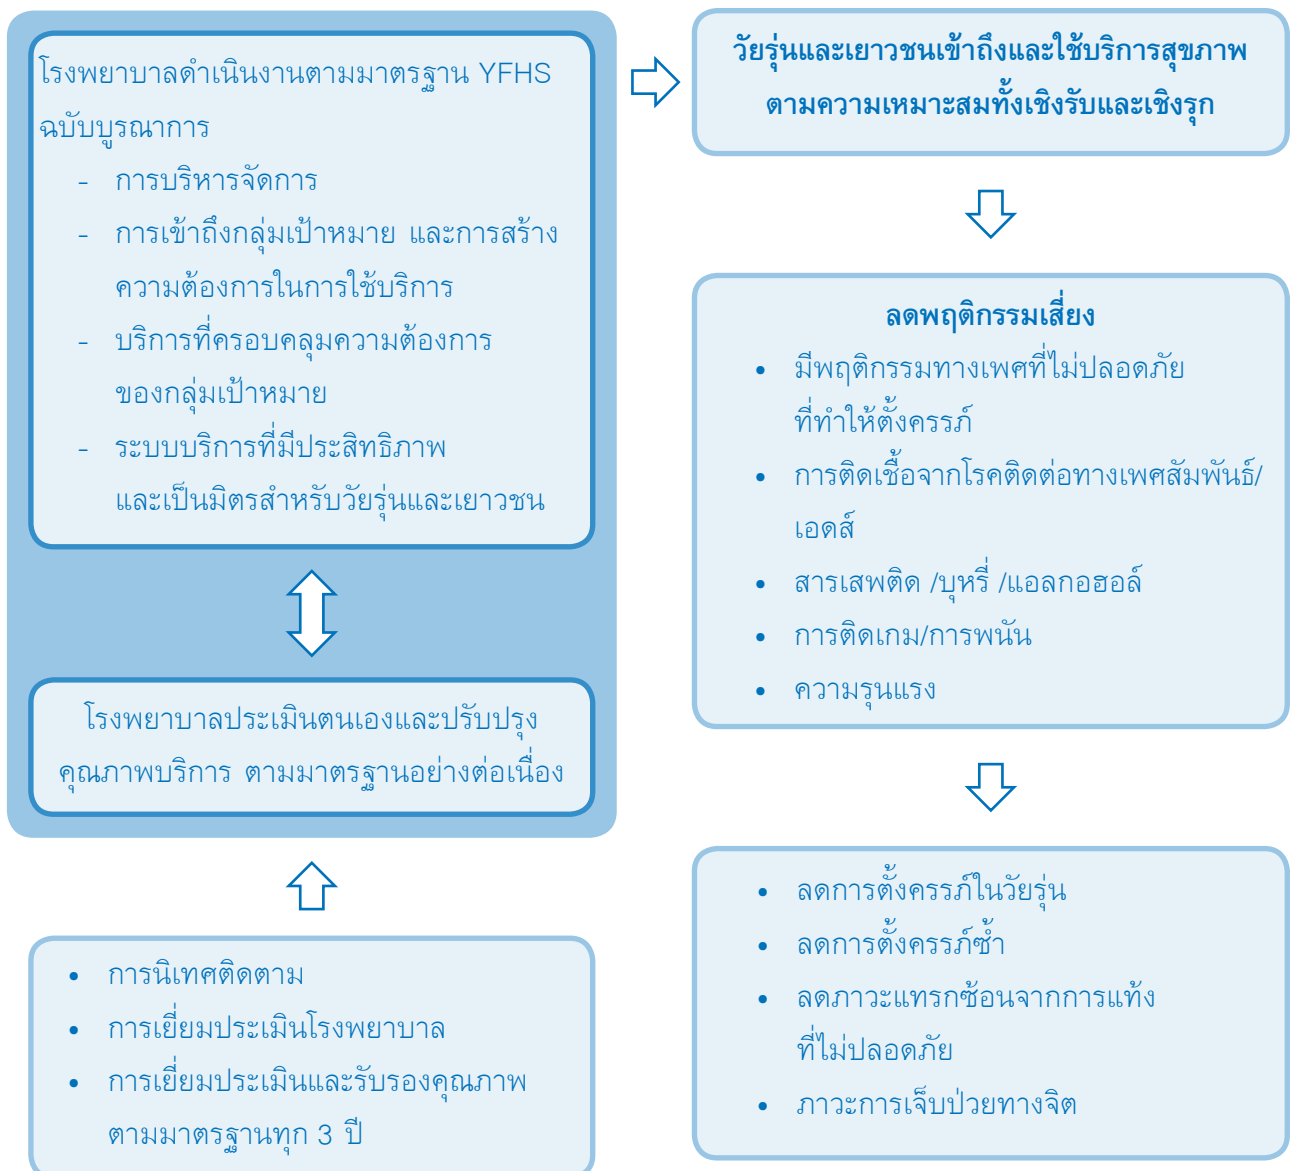 โรงพยาบาลดำเนินงานตามมาตรฐาน YFHS
ฉบับบูรณาการ
- การบริหารจัดการ
- การเข้าถึงกลุ่มเป้าหมาย และการสร้าง
ความต้องการในการใช้บริการ
- บริการที่ครอบคลุมความต้องการ
ของกลุ่มเป้าหมาย
- ระบบบริการที่มีประสิทธิภาพ
และเป็นมิตรสำหรับวัยรุ่นและเยาวชน
โรงพยาบาลประเมินตนเองและปรับปรุง
คุณภาพบริการ ตามมาตรฐานอย่างต่อเนื่อง
• การนิเทศติดตาม
• การเยี่ยมประเมินโรงพยาบาล
• การเยี่ยมประเมินและรับรองคุณภาพ
ตามมาตรฐานทุก 3 ปี
วัยรุ่นและเยาวชนเข้าถึงและใช้บริการสุขภาพ
ตามความเหมาะสมทั้งเชิงรับและเชิงรุก
ลดพฤติกรรมเสี่ยง
• มีพฤติกรรมทางเพศที่ไม่ปลอดภัย
ที่ทำให้ตั้งครรภ์
• การติดเชื้อจากโรคติดต่อทางเพศสัมพันธ์/
เอดส์
• สารเสพติด /บุหรี่ /แอลกอฮอล์
• การติดเกม/การพนัน
• ความรุนแรง
• ลดการตั้งครรภ์ในวัยรุ่น
• ลดการตั้งครรภ์ซ้ำ
• ลดภาวะแทรกซ้อนจากการแท้ง
ที่ไม่ปลอดภัย
• ภาวะการเจ็บป่วยทางจิต